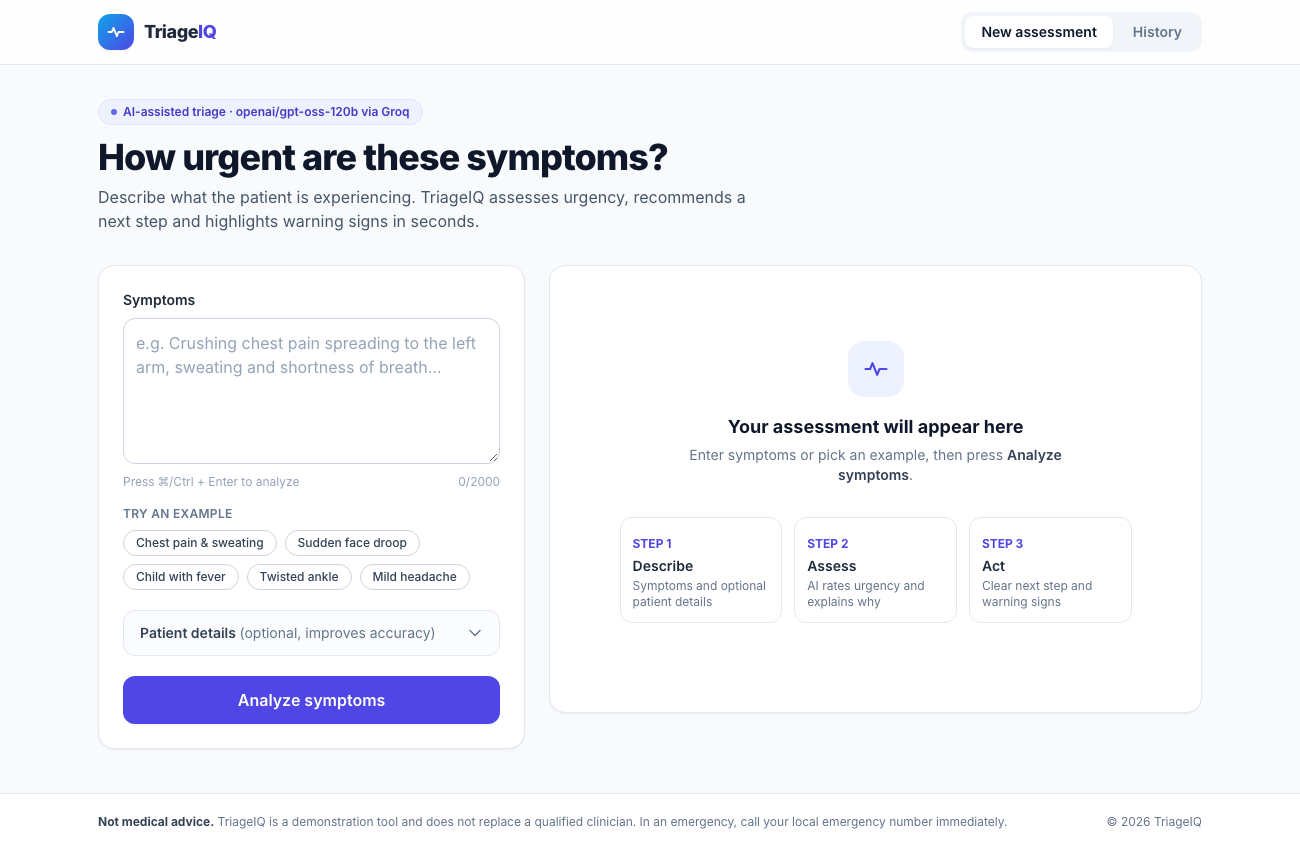 TriageIQ
New assessment
History
AI-assisted triage · openai/gpt-oss-120b via Groq
How urgent are these symptoms?
Describe what the patient is experiencing. TriageIQ assesses urgency, recommends a
next step and highlights warning signs in seconds.
Symptoms
e.g. Crushing chest pain spreading to the left
arm, sweating and shortness of breath...
Press ⌘/Ctrl + Enter to analyze
0/2000
TRY AN EXAMPLE
Chest pain & sweating
Sudden face droop
Child with fever
Twisted ankle
Mild headache
Patient details (optional, improves accuracy)
Analyze symptoms
Your assessment will appear here
Enter symptoms or pick an example, then press Analyze
symptoms.
STEP 1
Describe
Symptoms and optional
patient details
STEP 2
Assess
AI rates urgency and
explains why
STEP 3
Act
Clear next step and
warning signs
Not medical advice. TriageIQ is a demonstration tool and does not replace a qualified clinician. In an emergency, call your local emergency number immediately.
© 2026 TriageIQ